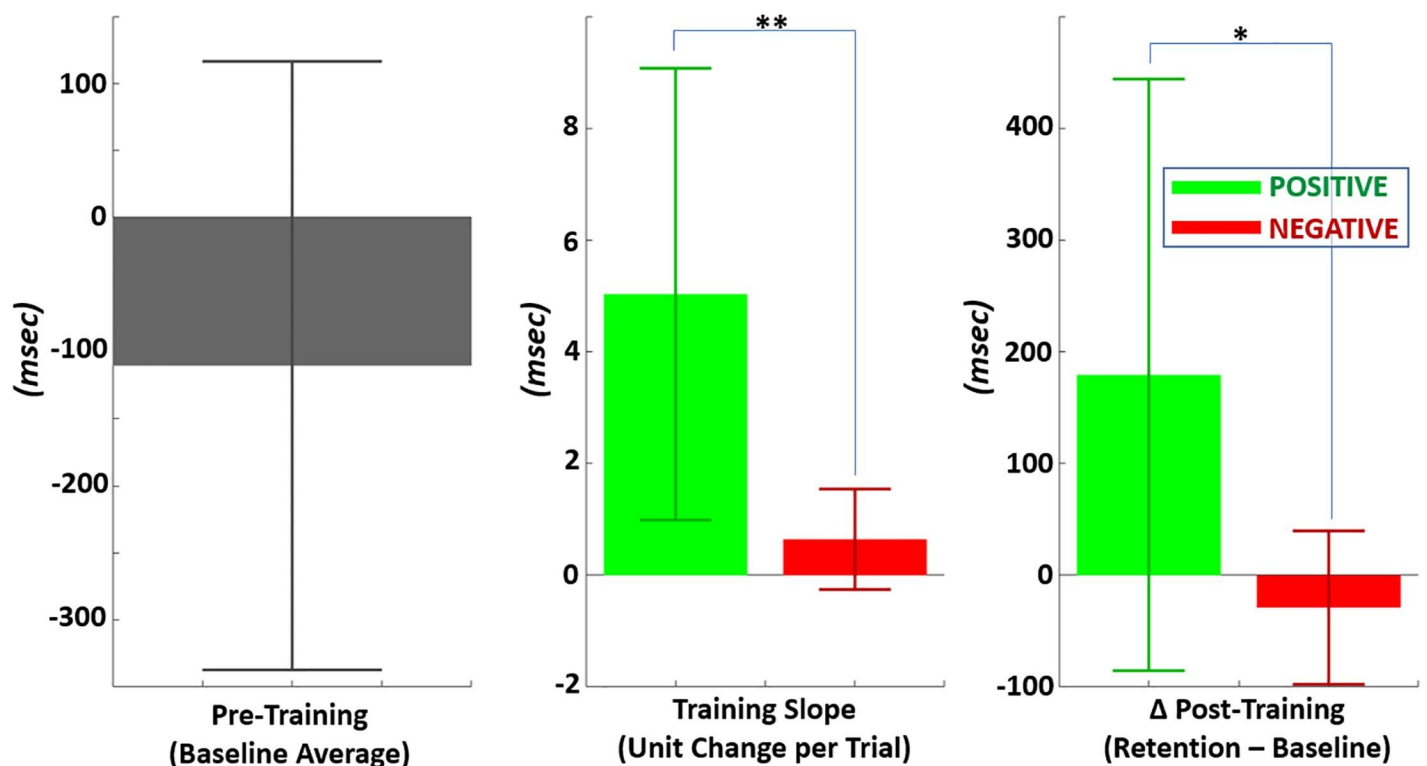 100
0
-100
-200
-300
(msec)
Pre-Training
(Baseline Average)
**
8
6
4
2
0
-2
(msec)
Training Slope
(Unit Change per Trial)
*
400
300
200
100
0
-100
(msec)
POSITIVE
NEGATIVE
Δ Post-Training
(Retention – Baseline)